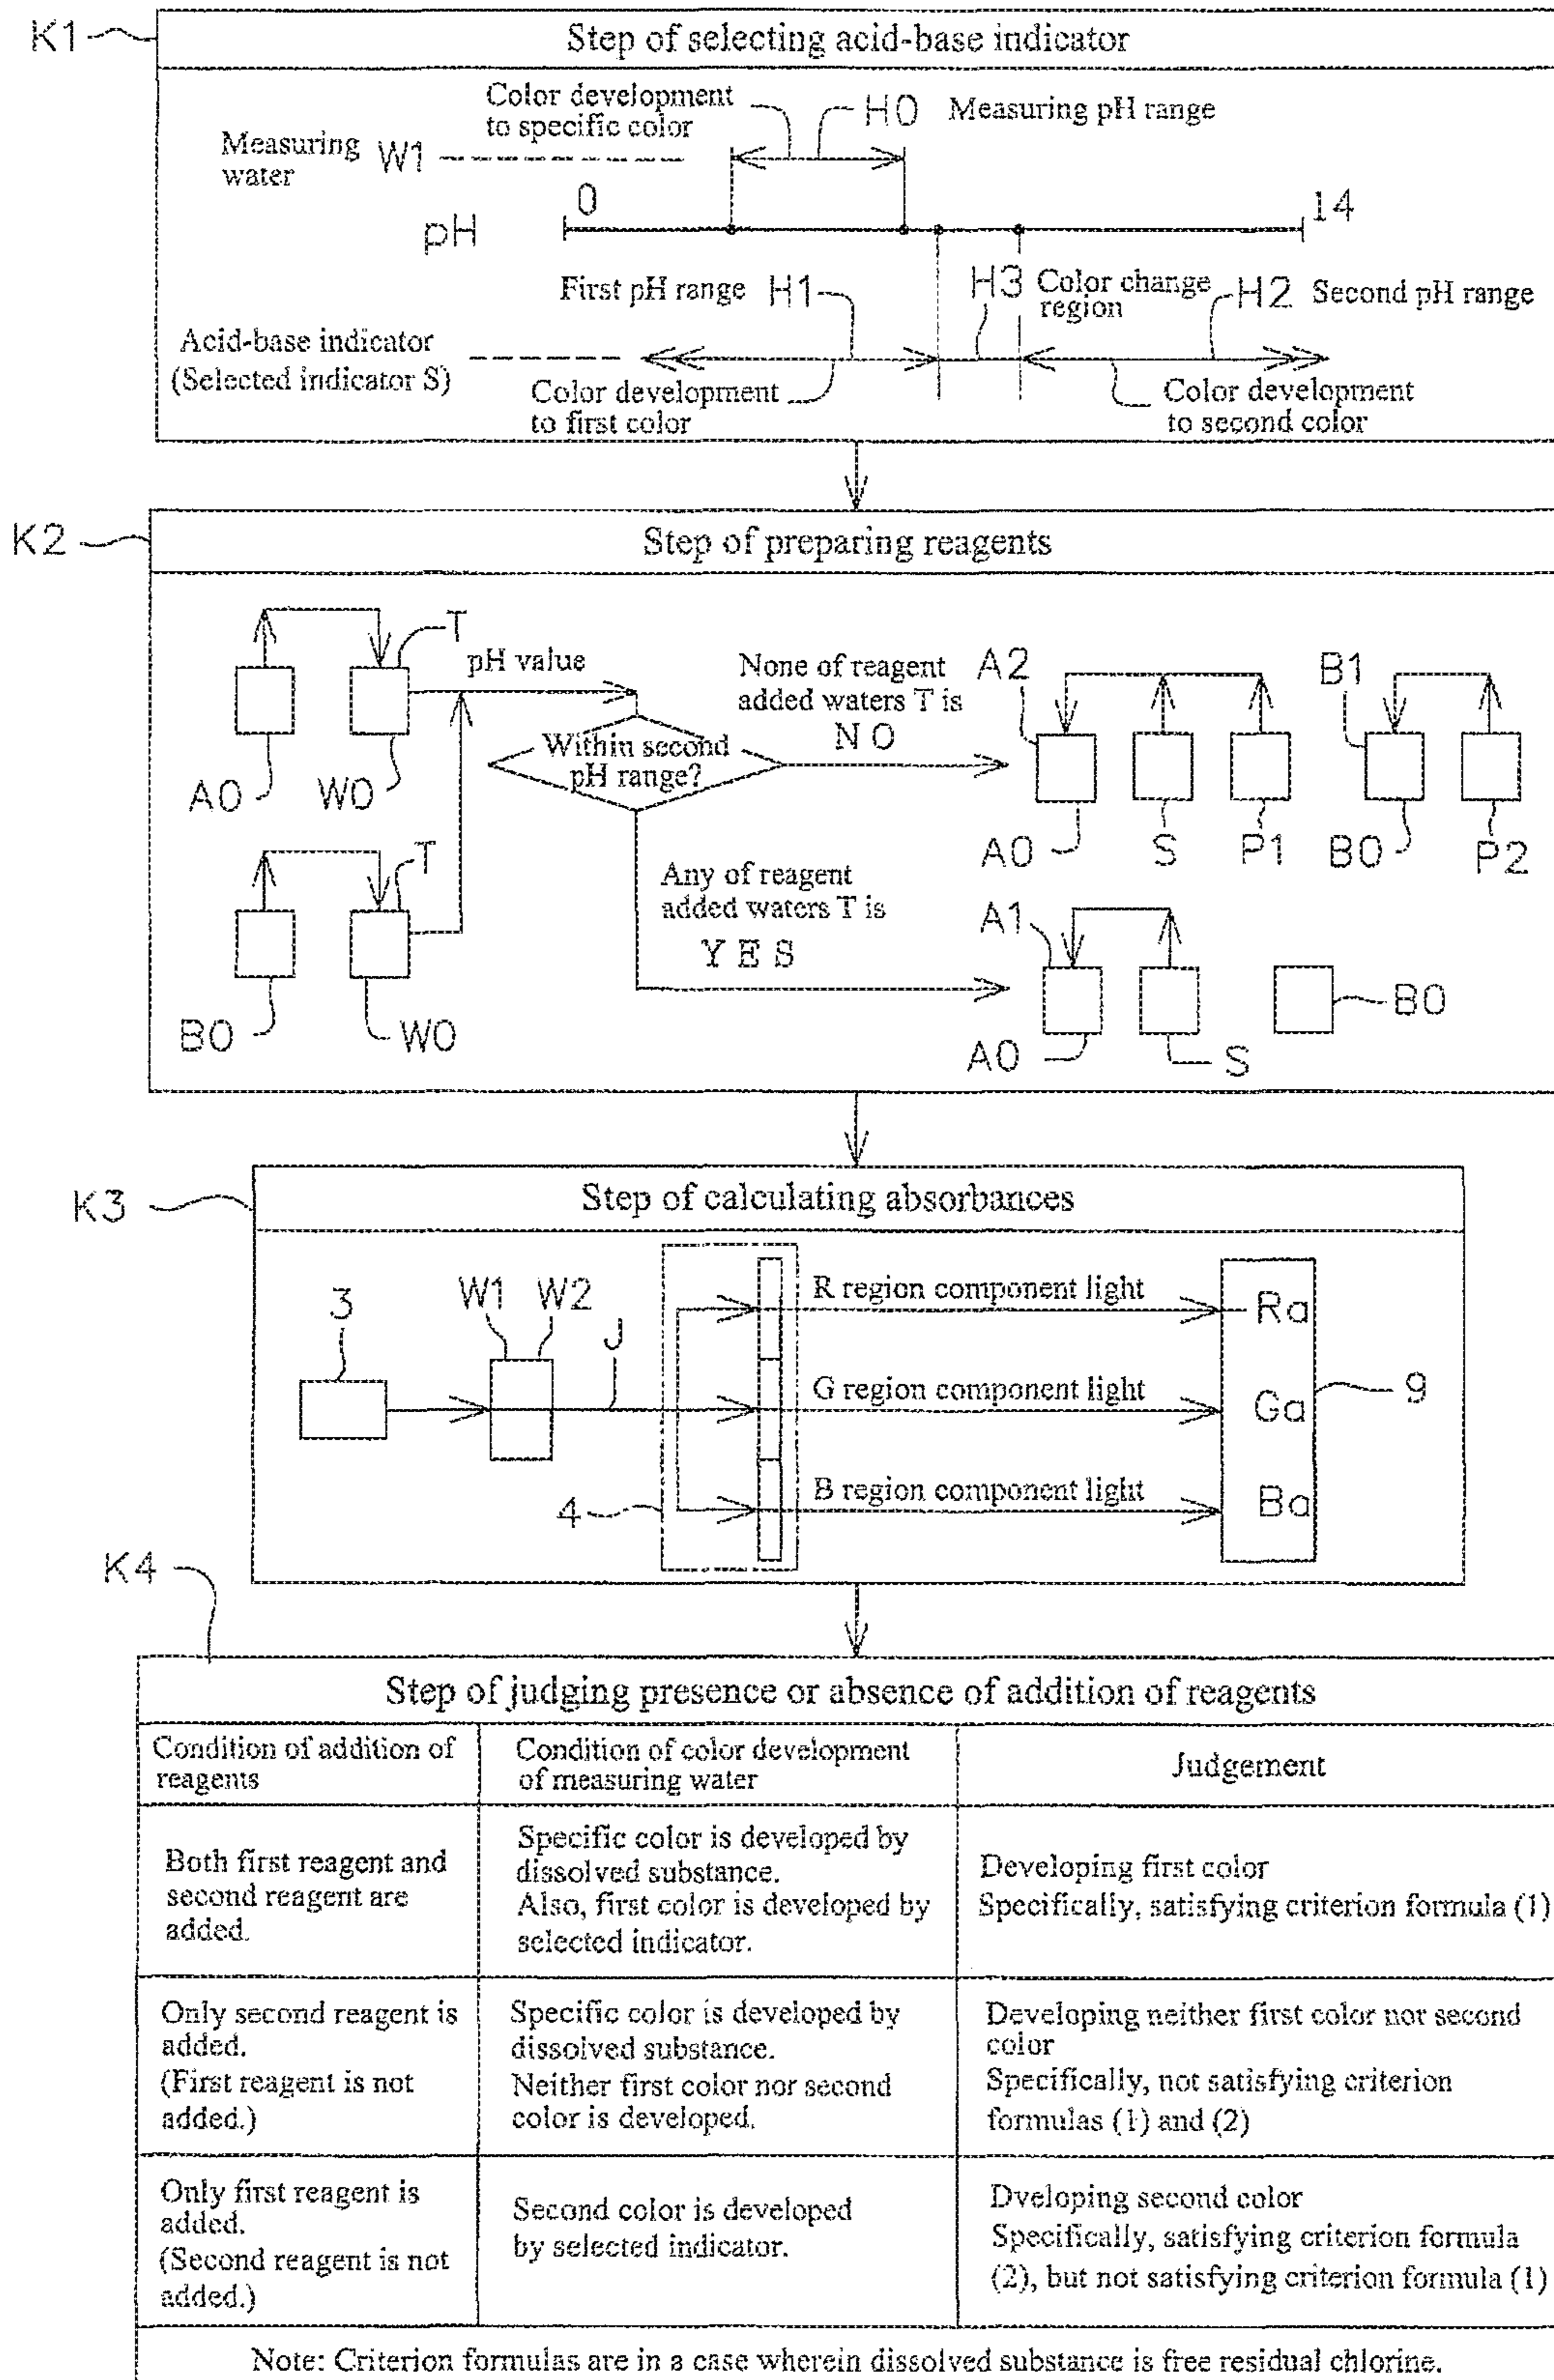 K1
Step of selecting acid-base indicator
Color development
to specific color
H0 Measuring pH range
Measuring
water
W1
0
14
pH
First pH range H1
H3 Color change
region
H2 Second pH range
Acid-base indicator
(Selected indicator S)
Color development
to first color
Color development
to second color
K2
Step of preparing reagents
T
pH value
None of reagent
added waters T is
NO
A2
B1
Within second
pH range?
A0
W0
A0
S
P1
B0
P2
T
Any of reagent
added waters T is
YES
A1
B0
B0
W0
A0
S
K3
Step of calculating absorbances
3
W1
W2
J
R region component light
Ra
G region component light
Ga
9
B region component light
Ba
4
K4
Step of judging presence or absence of addition of reagents
Condition of addition of
reagents
Condition of color development
of measuring water
Judgement
Both first reagent and
second reagent are
added.
Specific color is developed by
dissolved substance.
Also, first color is developed by
selected indicator.
Developing first color
Specifically, satisfying criterion formula (1)
Only second reagent is
added.
(First reagent is not
added.)
Specific color is developed by
dissolved substance.
Neither first color nor second
color is developed.
Developing neither first color nor second
color
Specifically, not satisfying criterion
formulas (1) and (2)
Only first reagent is
added.
(Second reagent is not
added.)
Second color is developed
by selected indicator.
Dveloping second color
Specifically, satisfying criterion formula
(2), but not satisfying criterion formula (1)
Note: Criterion formulas are in a case wherein dissolved substance is free residual chlorine.